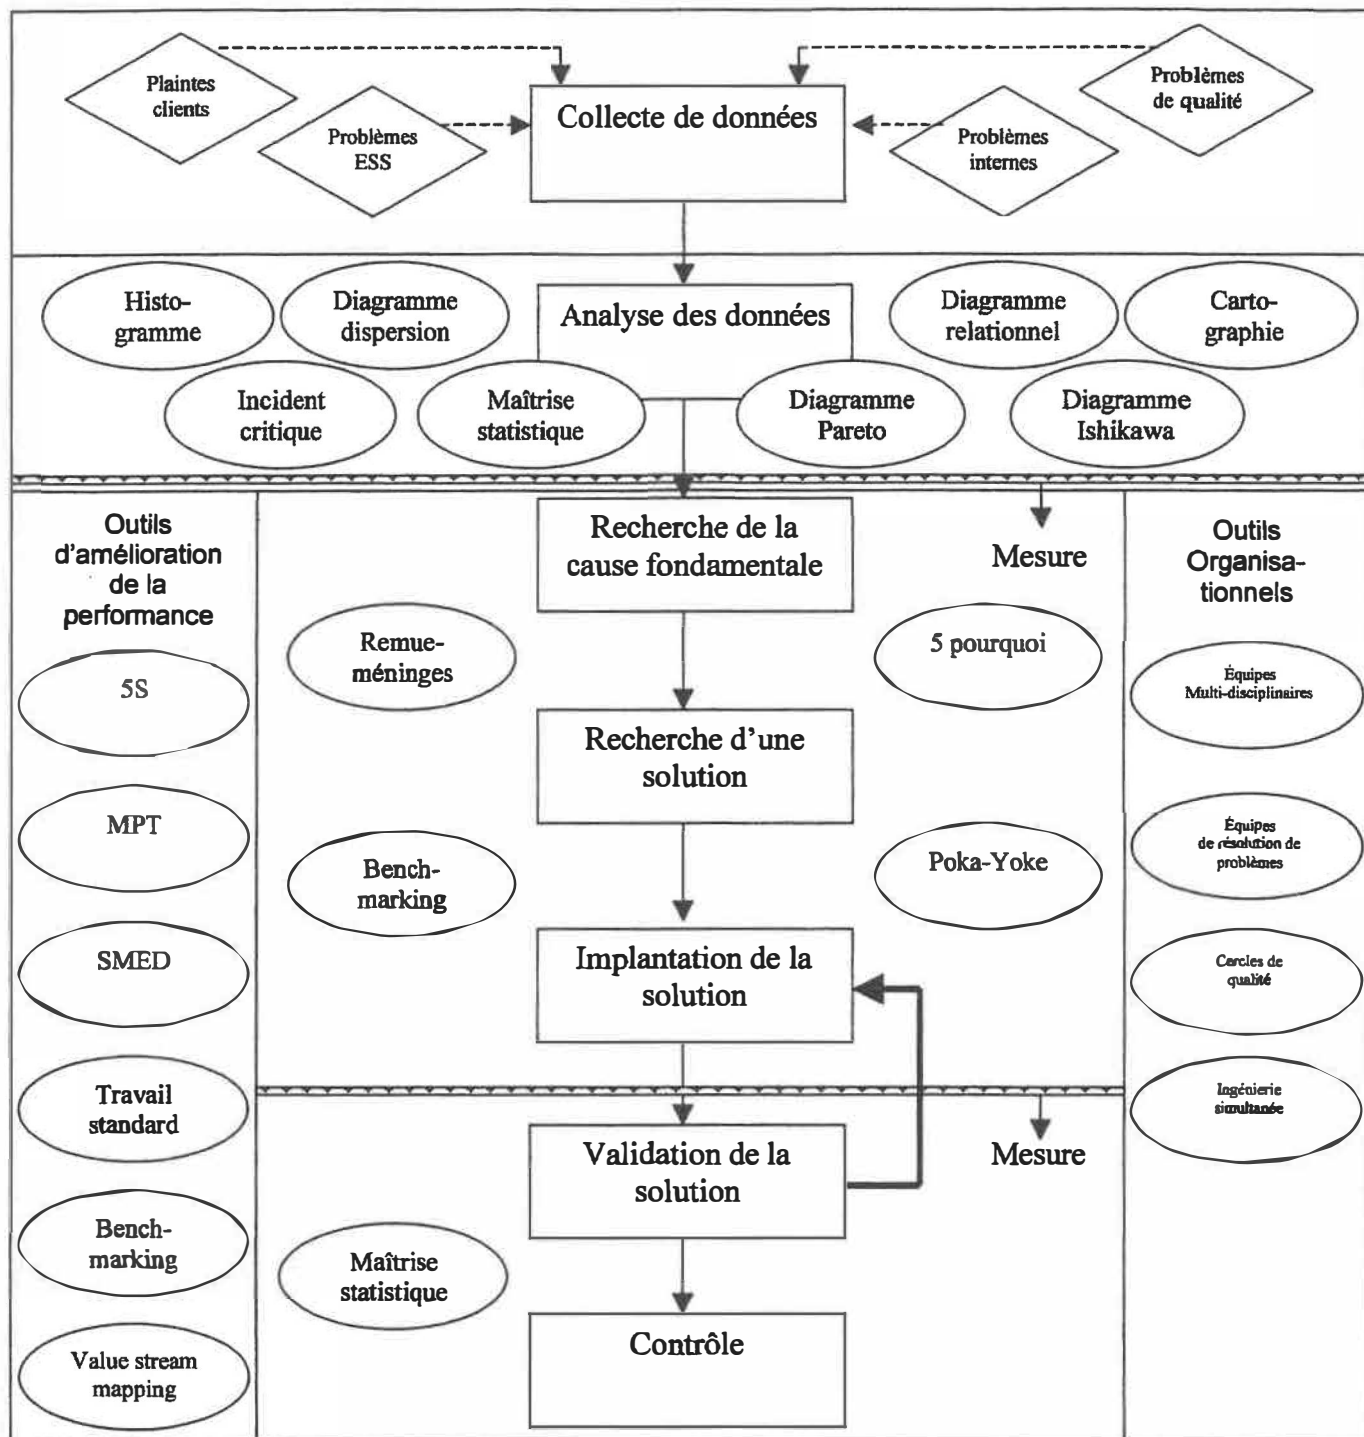 Plaintes
clients
Problèmes
ESS
Collecte de données
Problèmes
internes
Problèmes
de qualité
Histo-
gramme
Diagramme
dispersion
Analyse des données
Diagramme
relationnel
Carto-
graphie
Incident
critique
Maîtrise
statistique
Diagramme
Pareto
Diagramme
Ishikawa
Outils
d'amélioration
de la
performance
5S
MPT
SMED
Travail
standard
Bench-
marking
Value stream
mapping
Recherche de la
cause fondamentale
Mesure
Remue-
méninges
5 pourquoi
Recherche d'une
solution
Bench-
marking
Poka-Yoke
Implantation de la
solution
Validation de la
solution
Mesure
Maîtrise
statistique
Contrôle
Outils
Organisa-
tionnels
Équipes
Multi-disciplinaires
Équipes
de résolution de
problèmes
Cercles de
qualité
Ingénierie
simultanée